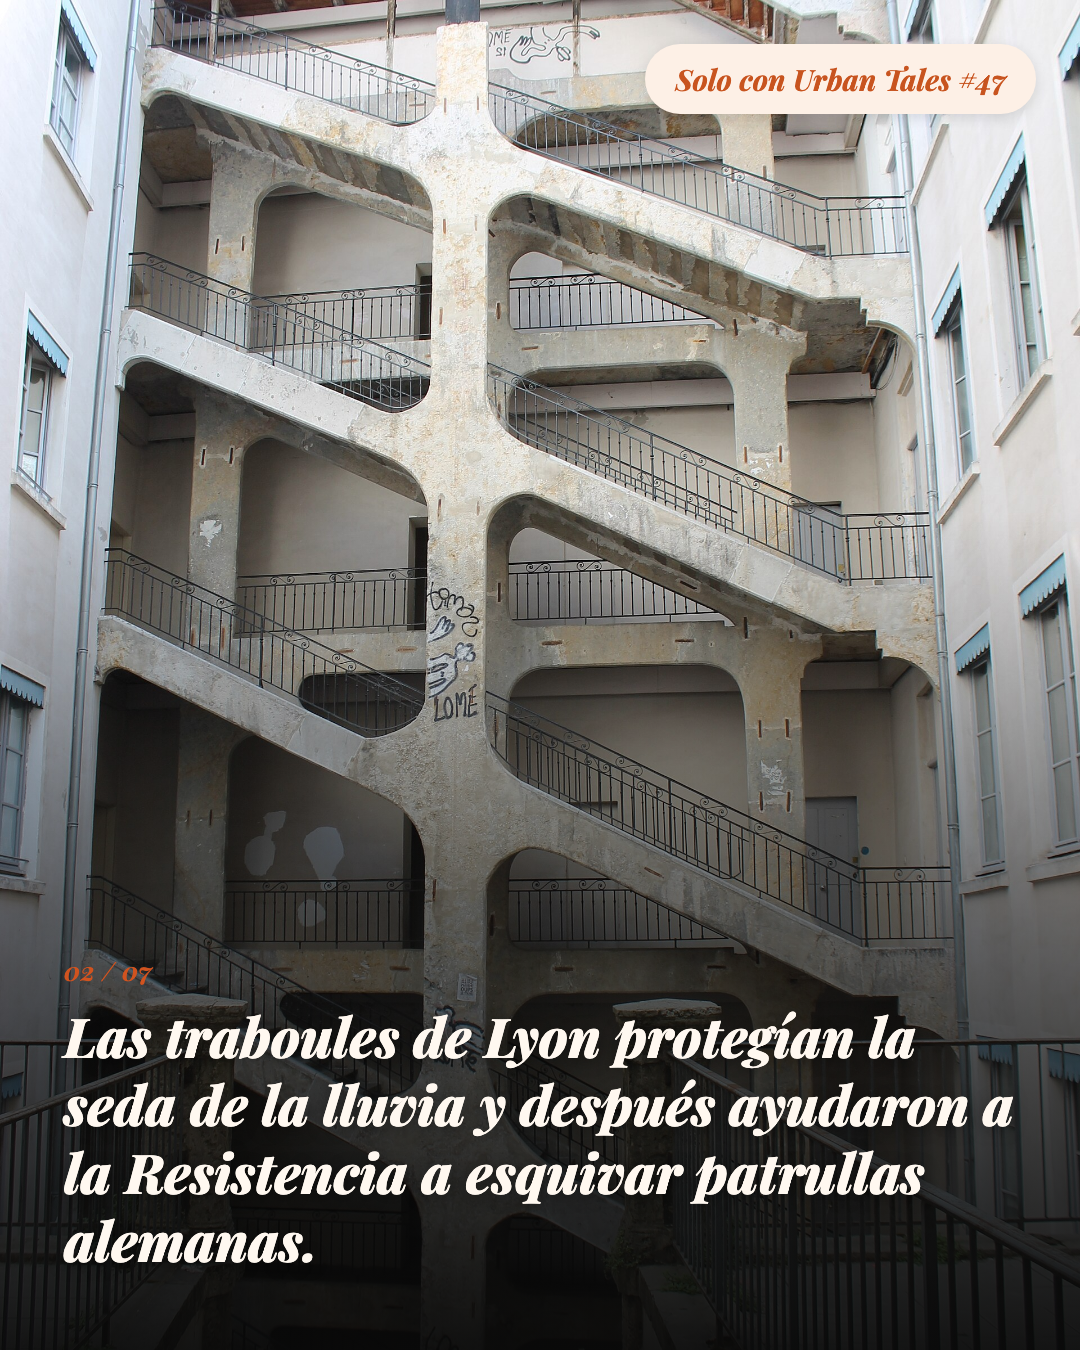 Solo con Urban Tales #47
LOME
02 / 07
Las traboules de Lyon protegían la
seda de la lluvia y después ayudaron a
la Resistencia a esquivar patrullas
alemanas.